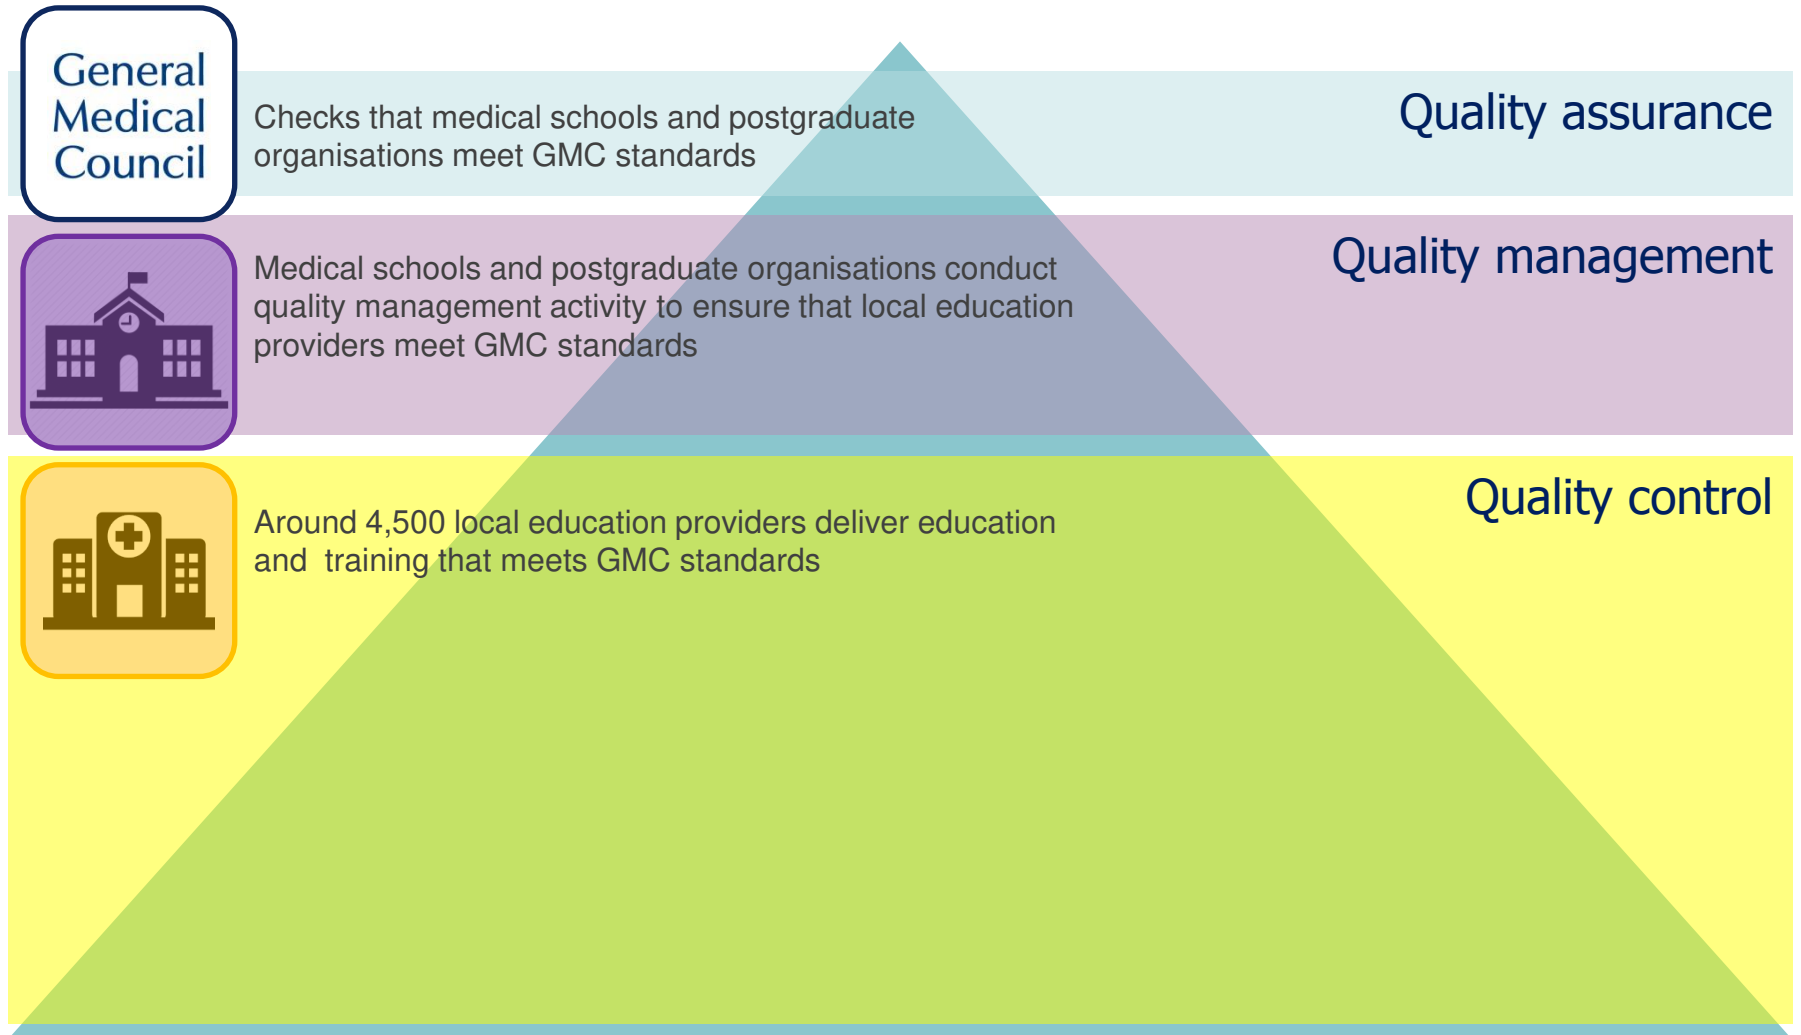 General
Medical
Council
Checks that medical schools and postgraduate
organisations meet GMC standards
Quality assurance
Medical schools and postgraduate organisations conduct
quality management activity to ensure that local education
providers meet GMC standards
Quality management
Around 4,500 local education providers deliver education
and  training that meets GMC standards
Quality control